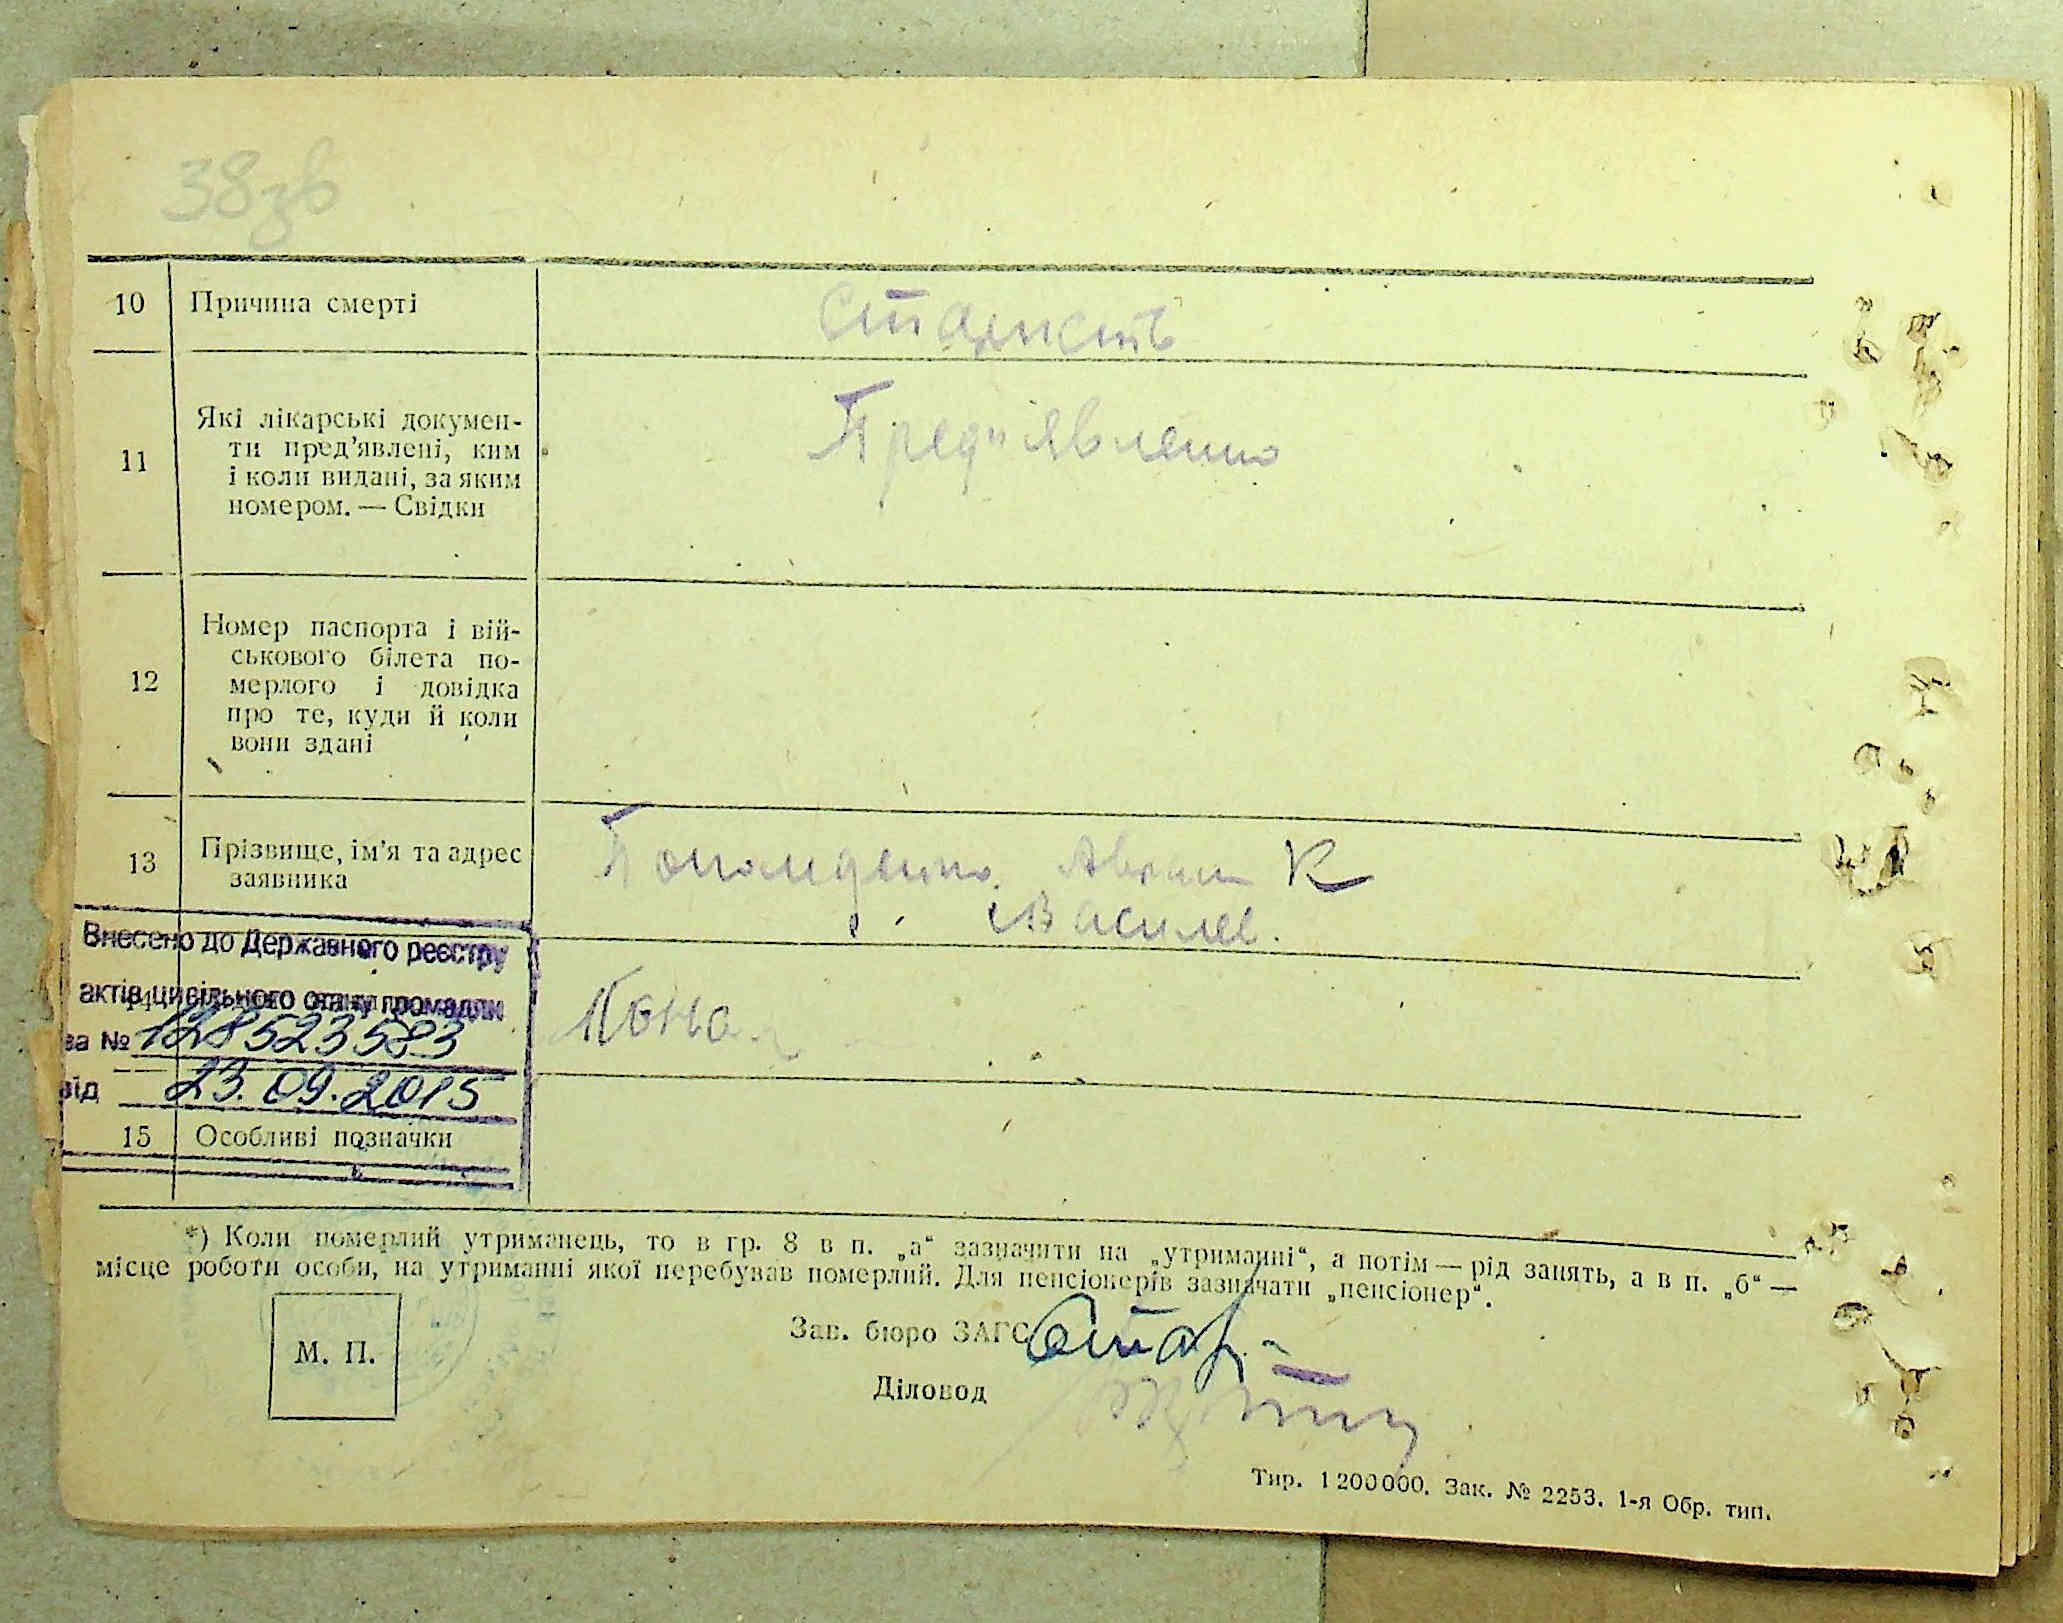 38зв
10 Причина смерті
Старість
11 Які лікарські докумен-
ти пред'явлені, ким
і коли видані, за яким
номером. — Свідки
Пред"явленно
12 Номер паспорта і вій-
ськового білета по-
мерлого і довідка
про те, куди й коли
вони здані
13 Прізвище, ім'я та адрес
заявника
К
Василев.
Внесено до Державного реєстру
актів цивільного стану громадян
за № 128523583
від 23.09.2015
15 Особливі позначки
*) Коли померлий утриманець, то в гр. 8 в п. „а“ зазначити на „утриманні“, а потім — рід занять, а в п. „б“ —
місце роботи особи, на утриманні якої перебував померлий. Для пенсіонерів зазначати „пенсіонер“.
М. П.
Зав. бюро ЗАГС
Діловод
Тир. 1200000. Зак. № 2253. 1-я Обр. тип.